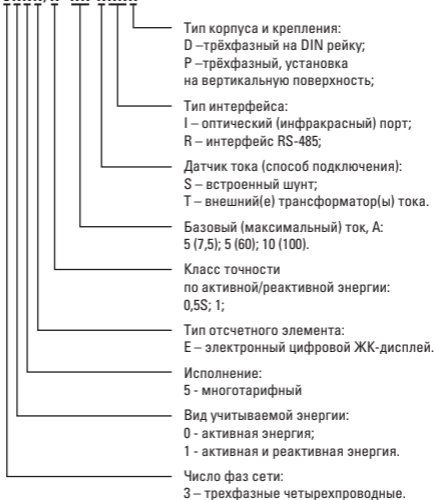 Тип корпуса и крепления:
D –трёхфазный на DIN рейку;
P –трёхфазный, установка
на вертикальную поверхность;
Тип интерфейса:
I – оптический (инфракрасный) порт;
R – интерфейс RS-485;
Датчик тока (способ подключения):
S – встроенный шунт;
T – внешний(е) трансформатор(ы) тока.
Базовый (максимальный) ток, А:
5 (7,5); 5 (60); 10 (100).
Класс точности
по активной/реактивной энергии:
0,5S; 1;
Тип отсчетного элемента:
E – электронный цифровой ЖК-дисплей.
Исполнение:
5 - многотарифный
Вид учитываемой энергии:
0 - активная энергия;
1 - активная и реактивная энергия.
Число фаз сети:
3 – трехфазные четырехпроводные.